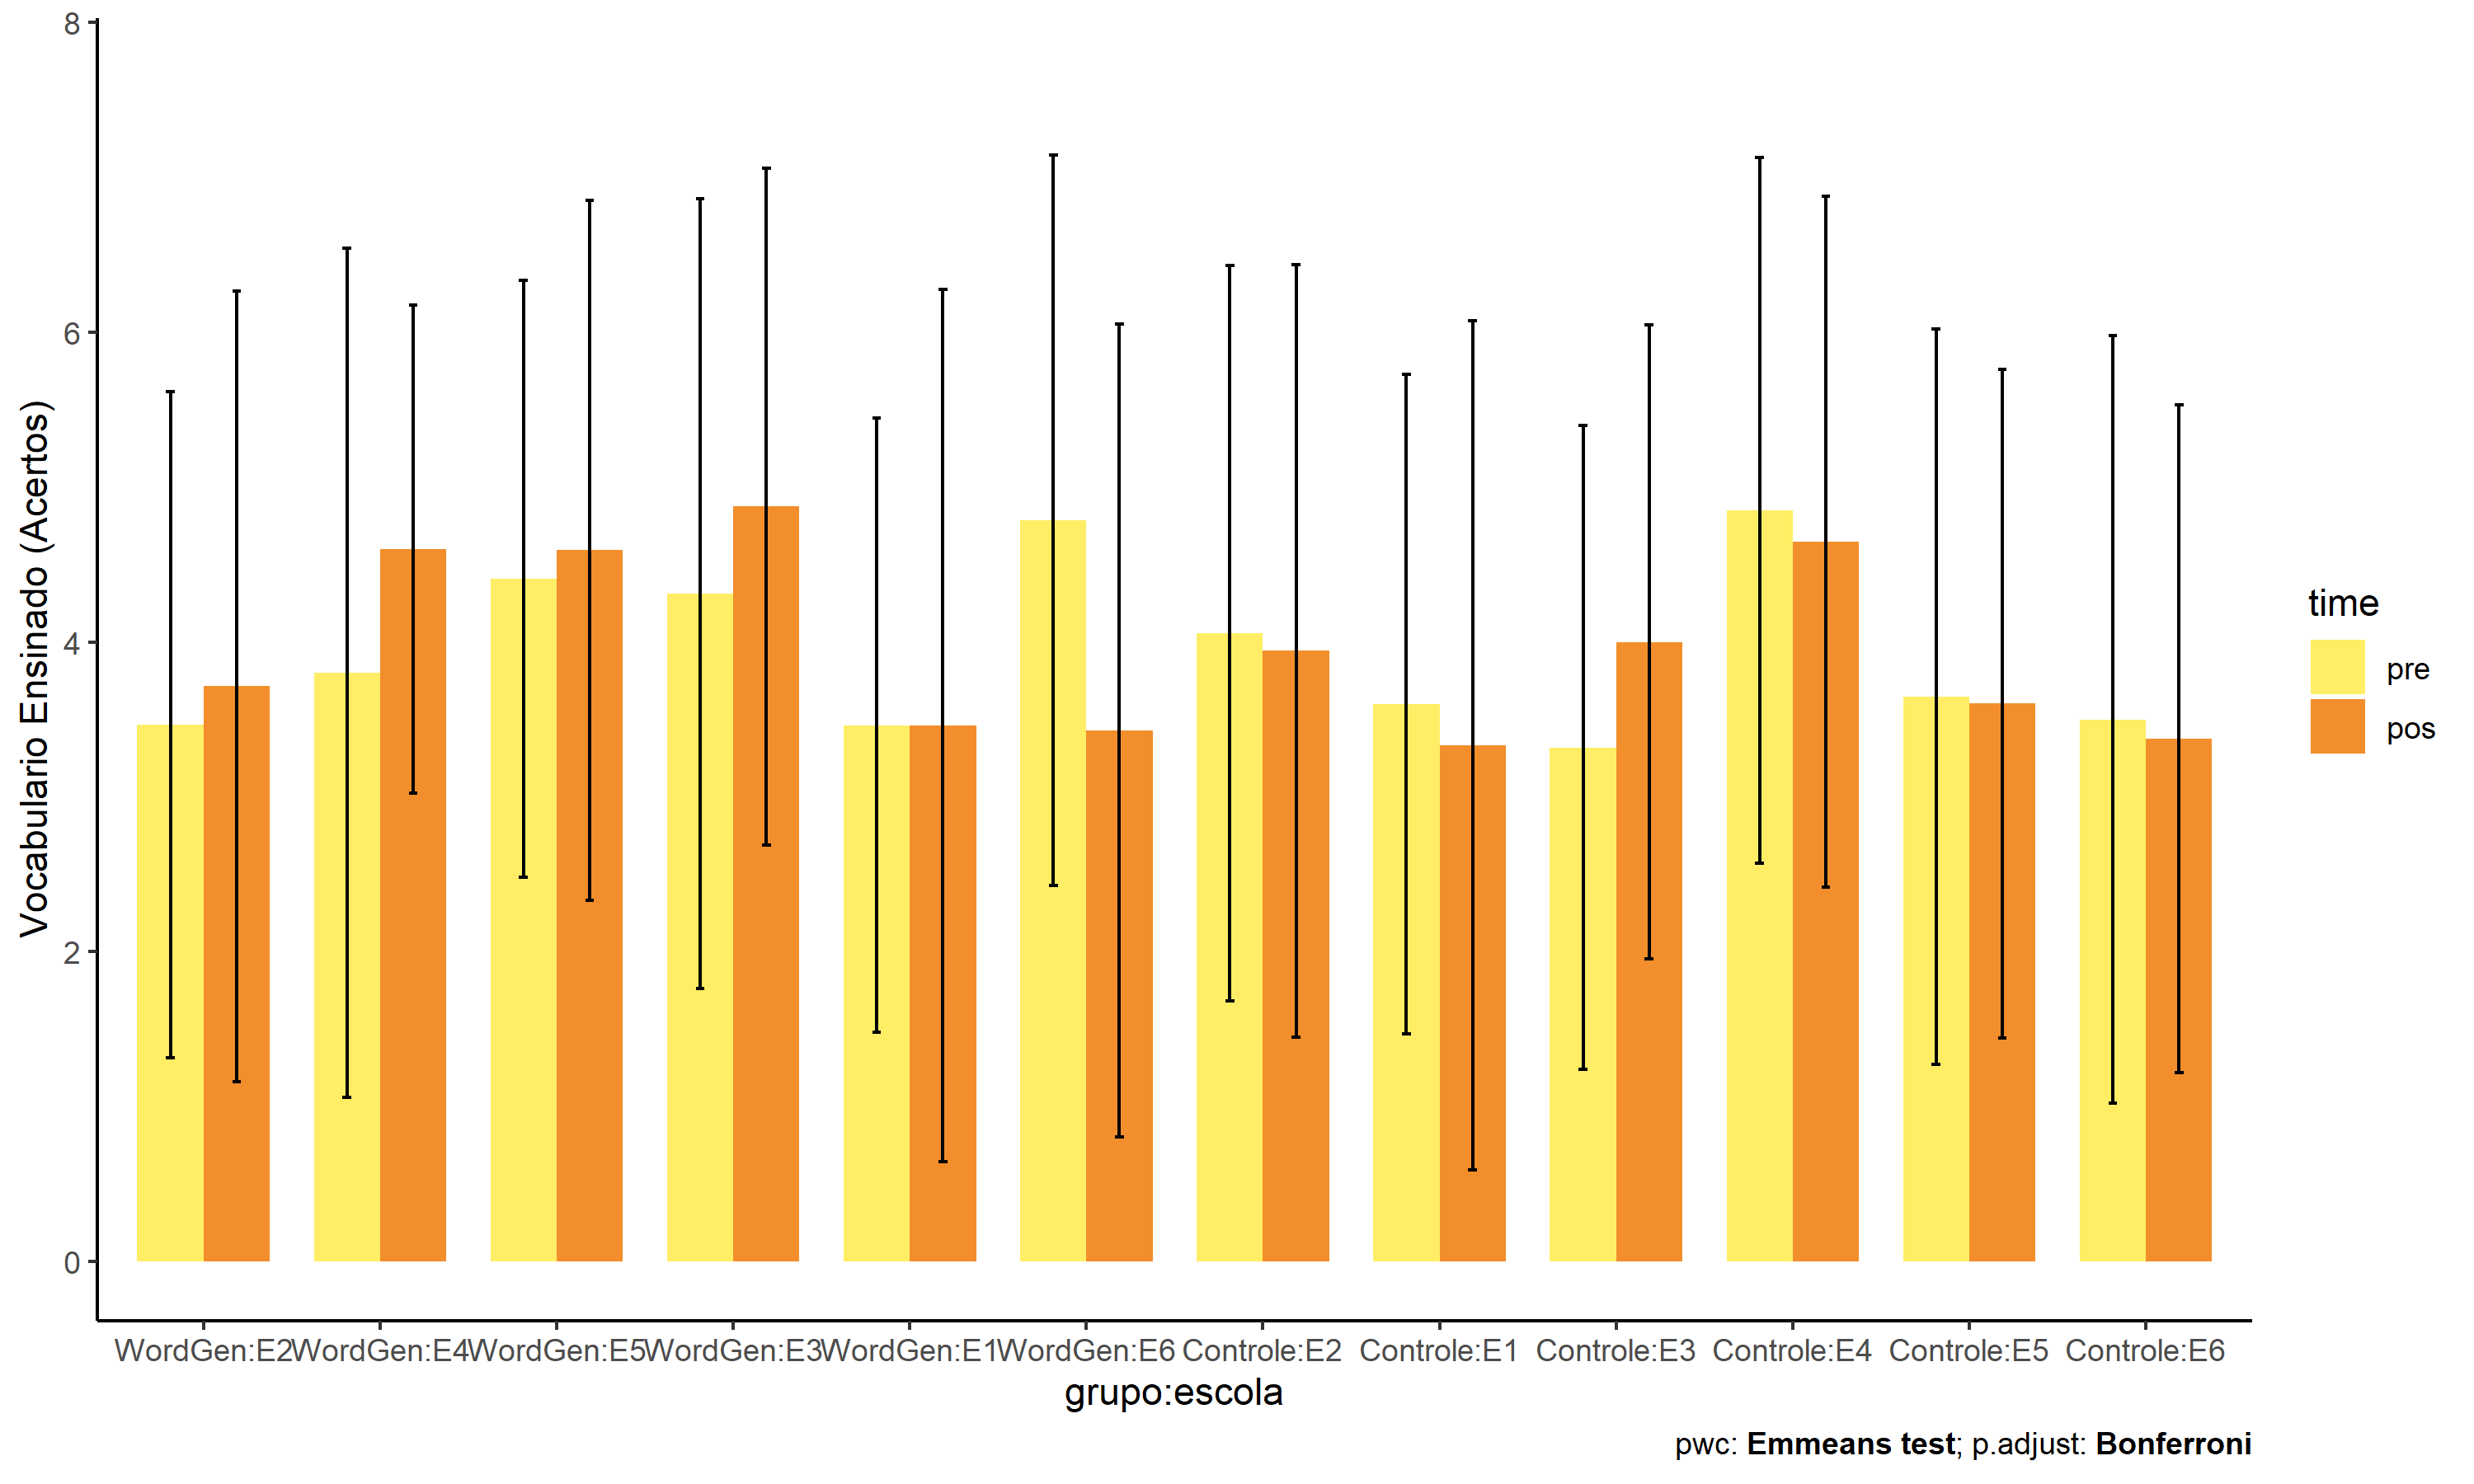 Vocabulario Ensinado (Acertos)
8
6
4
2
0
WordGen:E2 WordGen:E4 WordGen:E5 WordGen:E3 WordGen:E1 WordGen:E6 Controle:E2 Controle:E1 Controle:E3 Controle:E4 Controle:E5 Controle:E6
grupo:escola
time
pre
pos
pwc: Emmeans test; p.adjust: Bonferroni